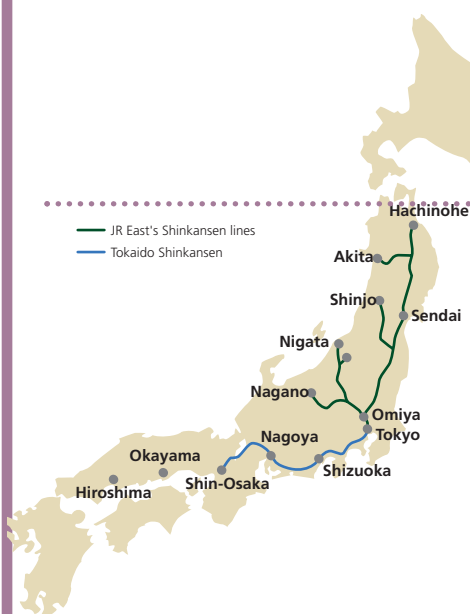 Hachinohe
JR East's Shinkansen lines
Tokaido Shinkansen
Akita
Shinjo
Sendai
Nigata
Nagano
Omiya
Tokyo
Nagoya
Okayama
Shizuoka
Shin-Osaka
Hiroshima